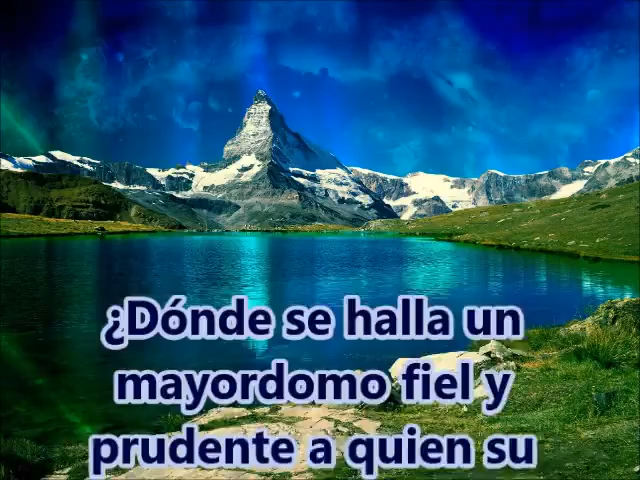 ¿Dónde se halla un
mayordomo fiel y
prudente a quien su